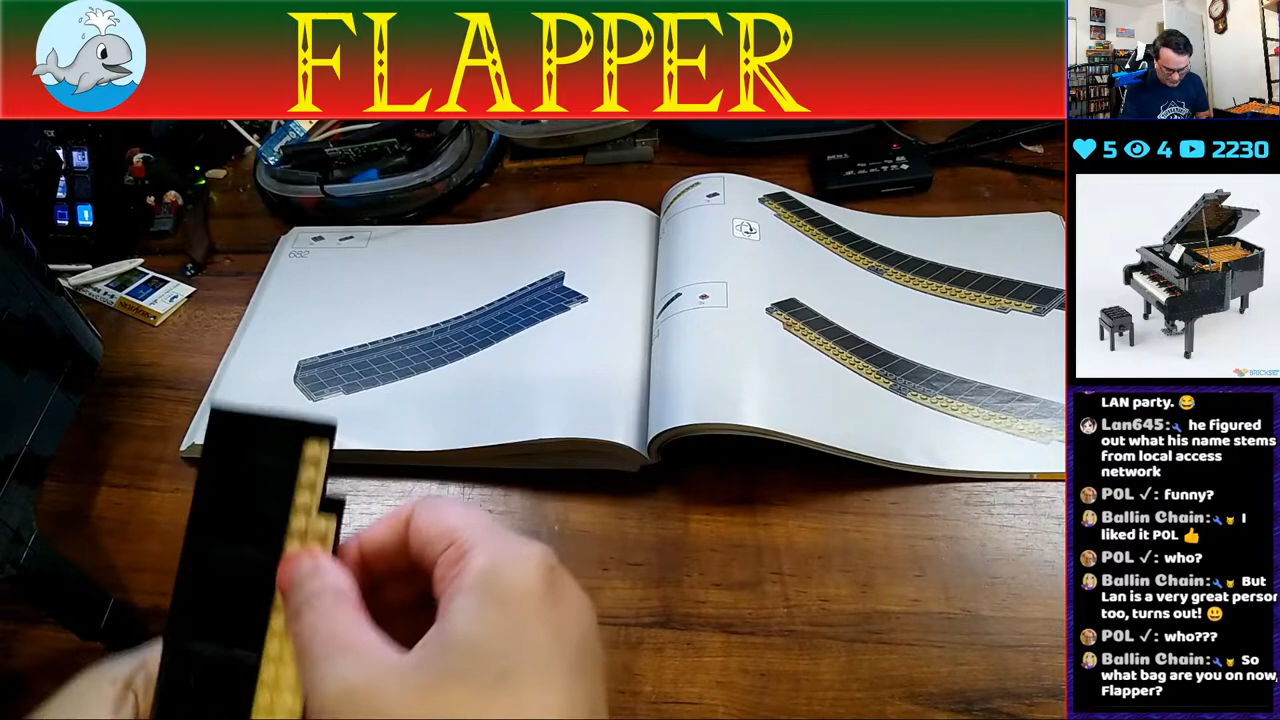 FLAPPER
5 4 2230
682
BRICKSET
LAN party. 😂
Lan645: he figured
out what his name stems
from local access
network
POL ✓: funny?
Ballin Chain: I
liked it POL 👍
POL ✓: who?
Ballin Chain: But
Lan is a very great person
too, turns out! 😀
POL ✓: who???
Ballin Chain: So
what bag are you on now,
Flapper?